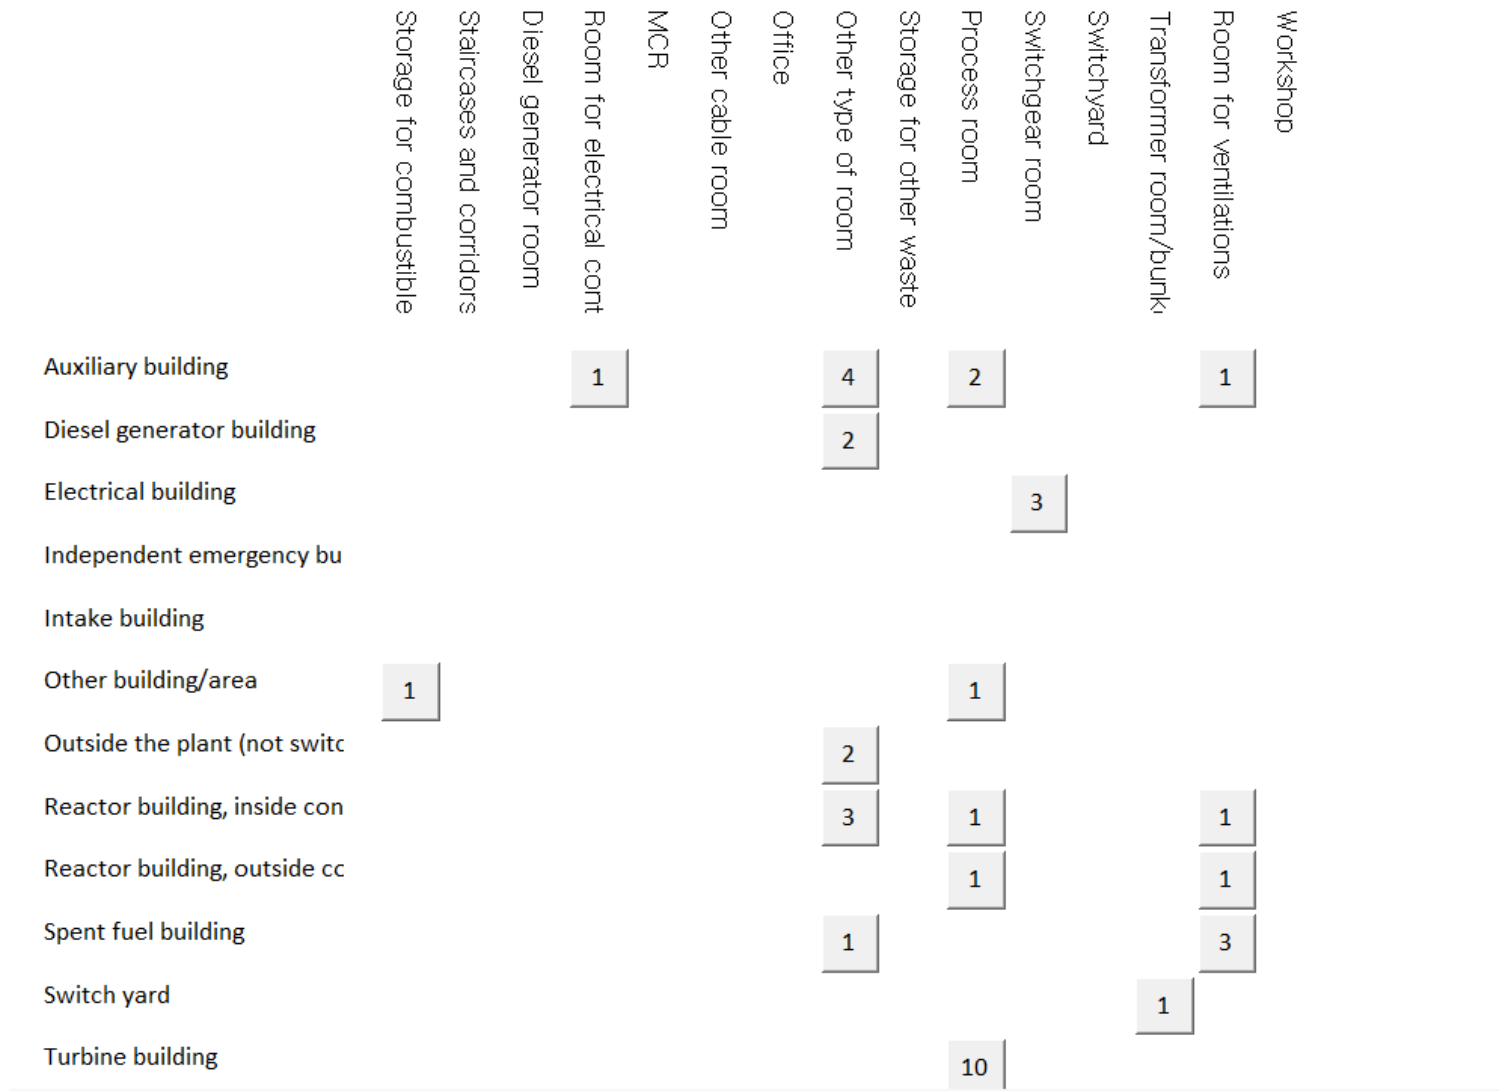 Storage for combustible
Staircases and corridors
Diesel generator room
Room for electrical cont
MCR
Other cable room
Office
Other type of room
Storage for other waste
Process room
Switchgear room
Switchyard
Transformer room/bunk
Room for ventilations
Workshop
Auxiliary building 1 4 2 1
Diesel generator building 2
Electrical building 3
Independent emergency bu
Intake building
Other building/area 1 1
Outside the plant (not switc
Reactor building, inside con 3 1 1
Reactor building, outside cc 1 1
Spent fuel building 1 3
Switch yard 1
Turbine building 10